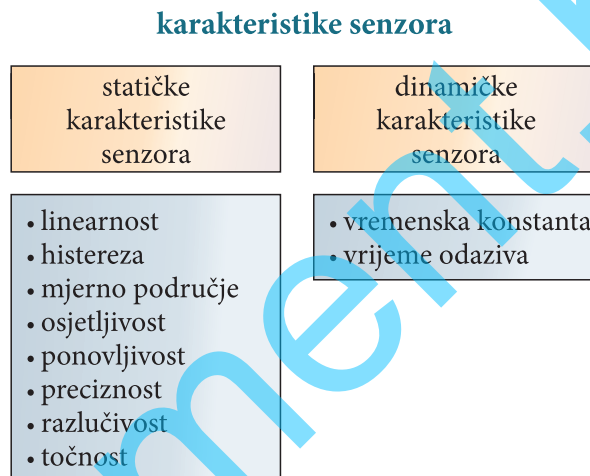 karakteristike senzora
statičke
karakteristike
senzora
dinamičke
karakteristike
senzora
• linearnost
• histereza
• mjerno područje
• osjetljivost
• ponovljivost
• preciznost
• razlučivost
• točnost
• vremenska konstanta
• vrijeme odaziva
ment